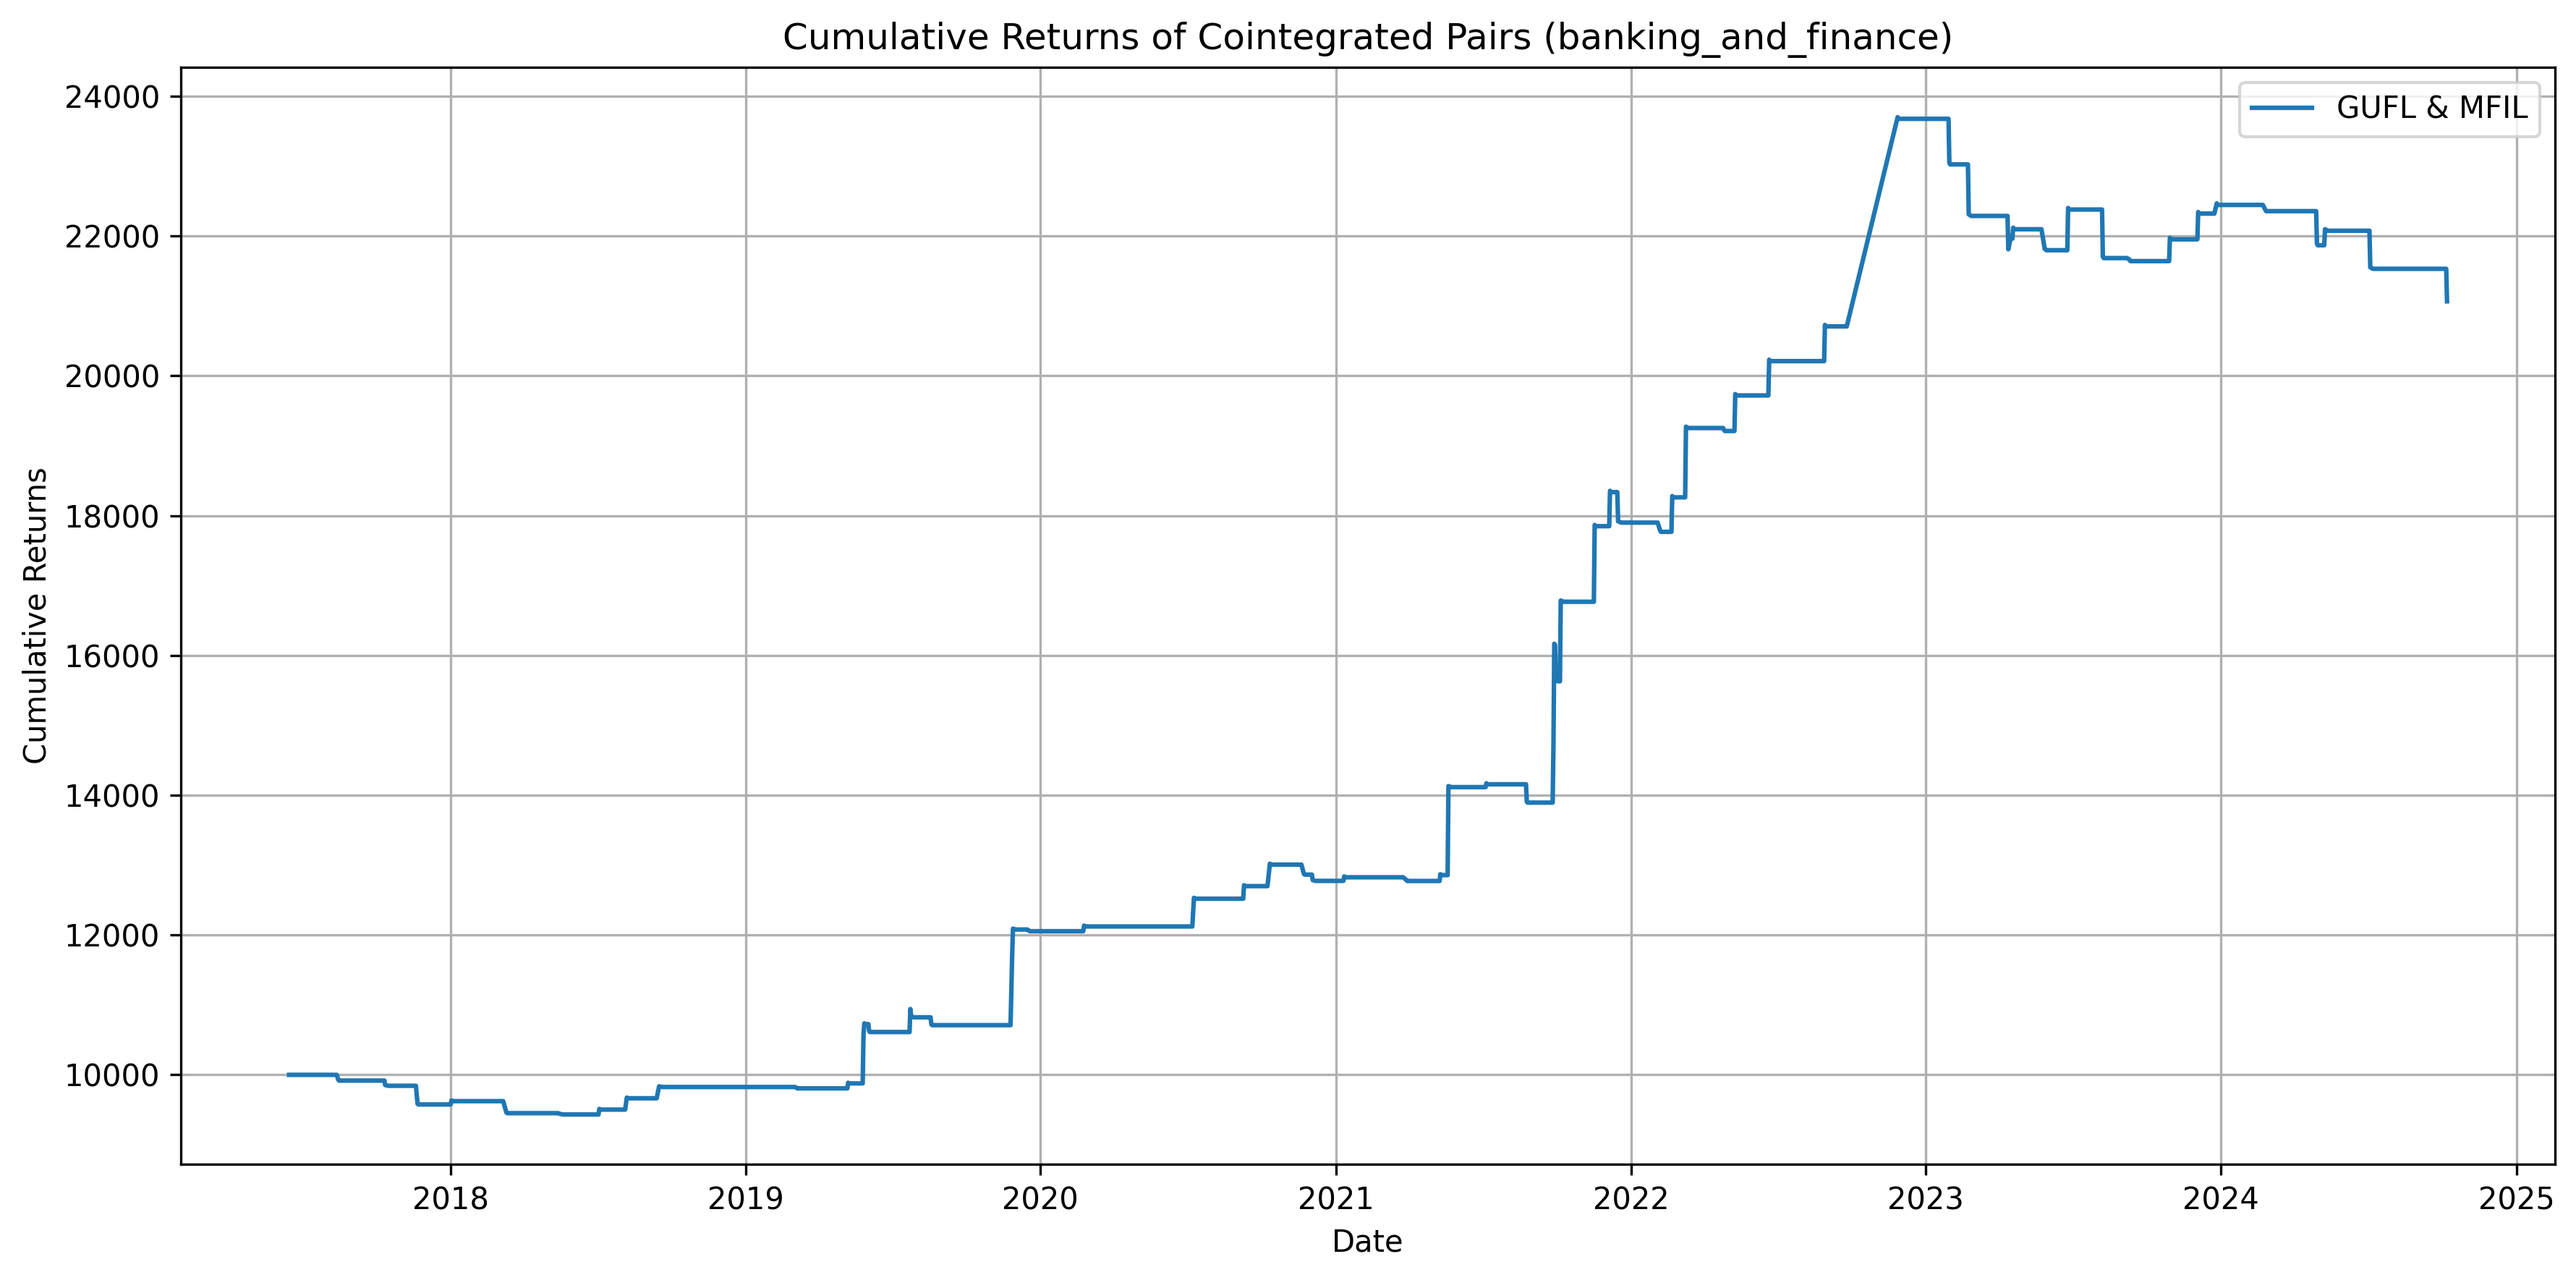 Cumulative Returns of Cointegrated Pairs (banking_and_finance)
24000
22000
20000
18000
16000
14000
12000
10000
Cumulative Returns
GUFL & MFIL
2018 2019 2020 2021 2022 2023 2024 2025
Date